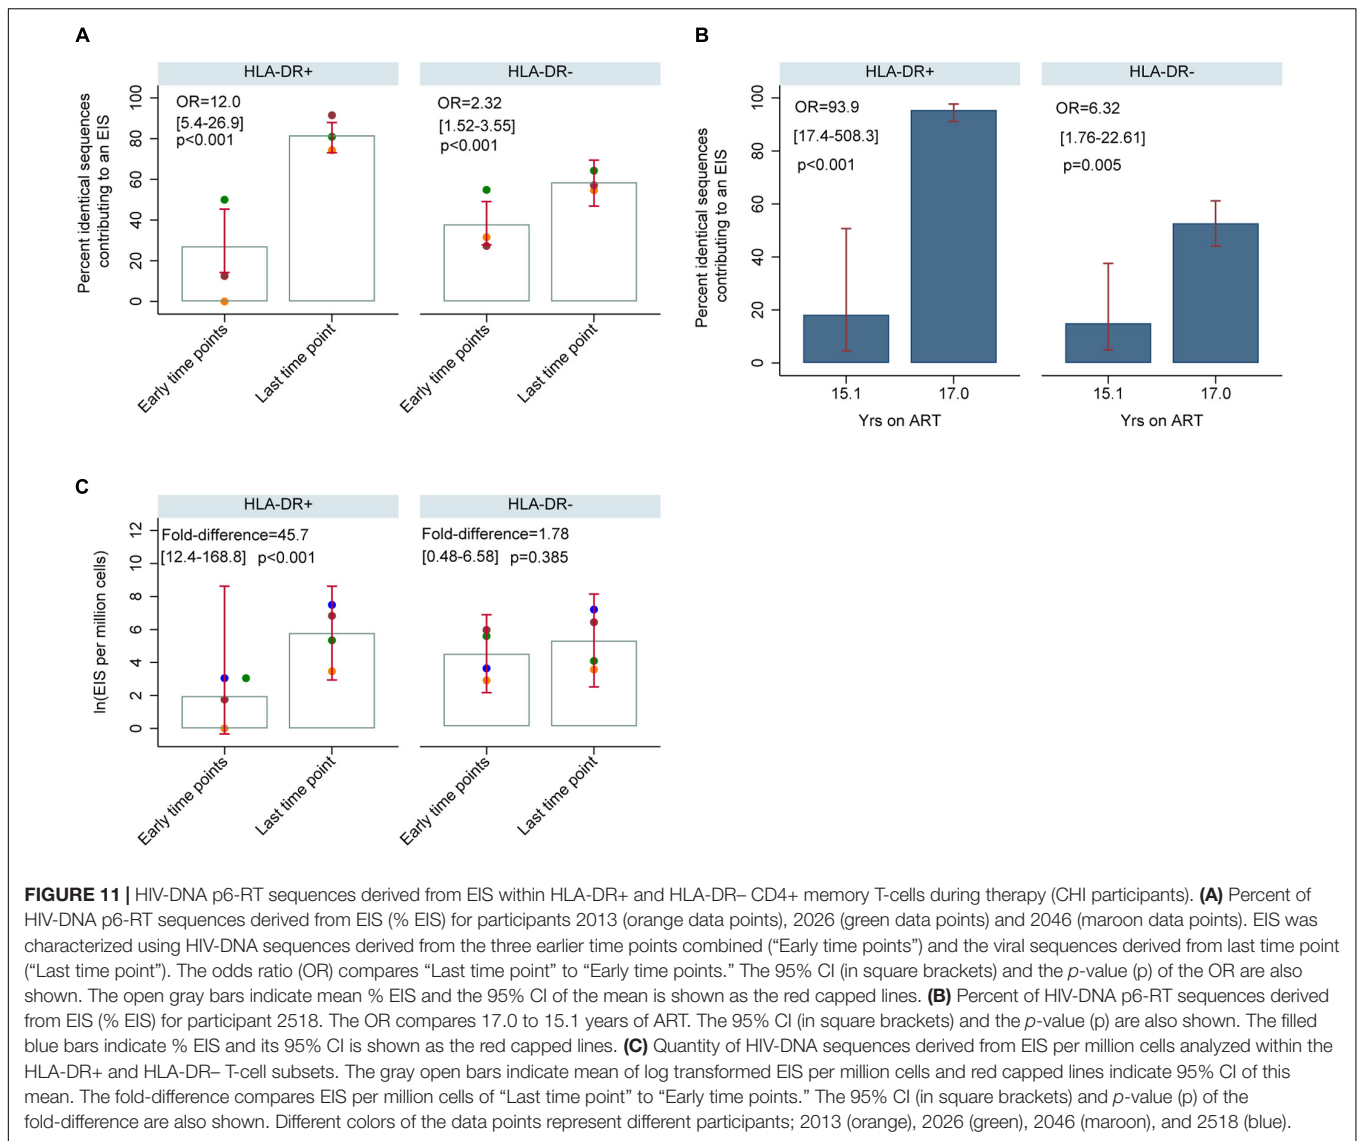 A
HLA-DR+
HLA-DR-
Percent identical sequences
contributing to an EIS
100
80
60
40
20
0
OR=12.0
[5.4-26.9]
p<0.001
OR=2.32
[1.52-3.55]
p<0.001
Early time points
Last time point
Early time points
Last time point
B
HLA-DR+
HLA-DR-
Percent identical sequences
contributing to an EIS
100
80
60
40
20
0
OR=93.9
[17.4-508.3]
p<0.001
OR=6.32
[1.76-22.61]
p=0.005
15.1
17.0
15.1
17.0
Yrs on ART
Yrs on ART
C
HLA-DR+
HLA-DR-
ln(EIS per million cells)
12
10
8
6
4
2
0
Fold-difference=45.7
[12.4-168.8] p<0.001
Fold-difference=1.78
[0.48-6.58] p=0.385
Early time points
Last time point
Early time points
Last time point
FIGURE 11 | HIV-DNA p6-RT sequences derived from EIS within HLA-DR+ and HLA-DR– CD4+ memory T-cells during therapy (CHI participants). (A) Percent of
HIV-DNA p6-RT sequences derived from EIS (% EIS) for participants 2013 (orange data points), 2026 (green data points) and 2046 (maroon data points). EIS was
characterized using HIV-DNA sequences derived from the three earlier time points combined (“Early time points”) and the viral sequences derived from last time point
(“Last time point”). The odds ratio (OR) compares “Last time point” to “Early time points.” The 95% CI (in square brackets) and the p-value (p) of the OR are also
shown. The open gray bars indicate mean % EIS and the 95% CI of the mean is shown as the red capped lines. (B) Percent of HIV-DNA p6-RT sequences derived
from EIS (% EIS) for participant 2518. The OR compares 17.0 to 15.1 years of ART. The 95% CI (in square brackets) and the p-value (p) are also shown. The filled
blue bars indicate % EIS and its 95% CI is shown as the red capped lines. (C) Quantity of HIV-DNA sequences derived from EIS per million cells analyzed within the
HLA-DR+ and HLA-DR– T-cell subsets. The gray open bars indicate mean of log transformed EIS per million cells and red capped lines indicate 95% CI of this
mean. The fold-difference compares EIS per million cells of “Last time point” to “Early time points.” The 95% CI (in square brackets) and p-value (p) of the
fold-difference are also shown. Different colors of the data points represent different participants; 2013 (orange), 2026 (green), 2046 (maroon), and 2518 (blue).